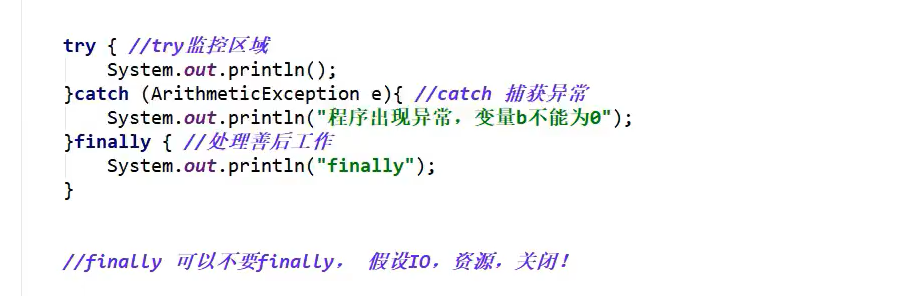 try { //try监控区域
    System.out.println();
}catch (ArithmeticException e){ //catch 捕获异常
    System.out.println("程序出现异常，变量b不能为0");
}finally { //处理善后工作
    System.out.println("finally");
}
//finally 可以不要finally， 假设IO，资源，关闭！